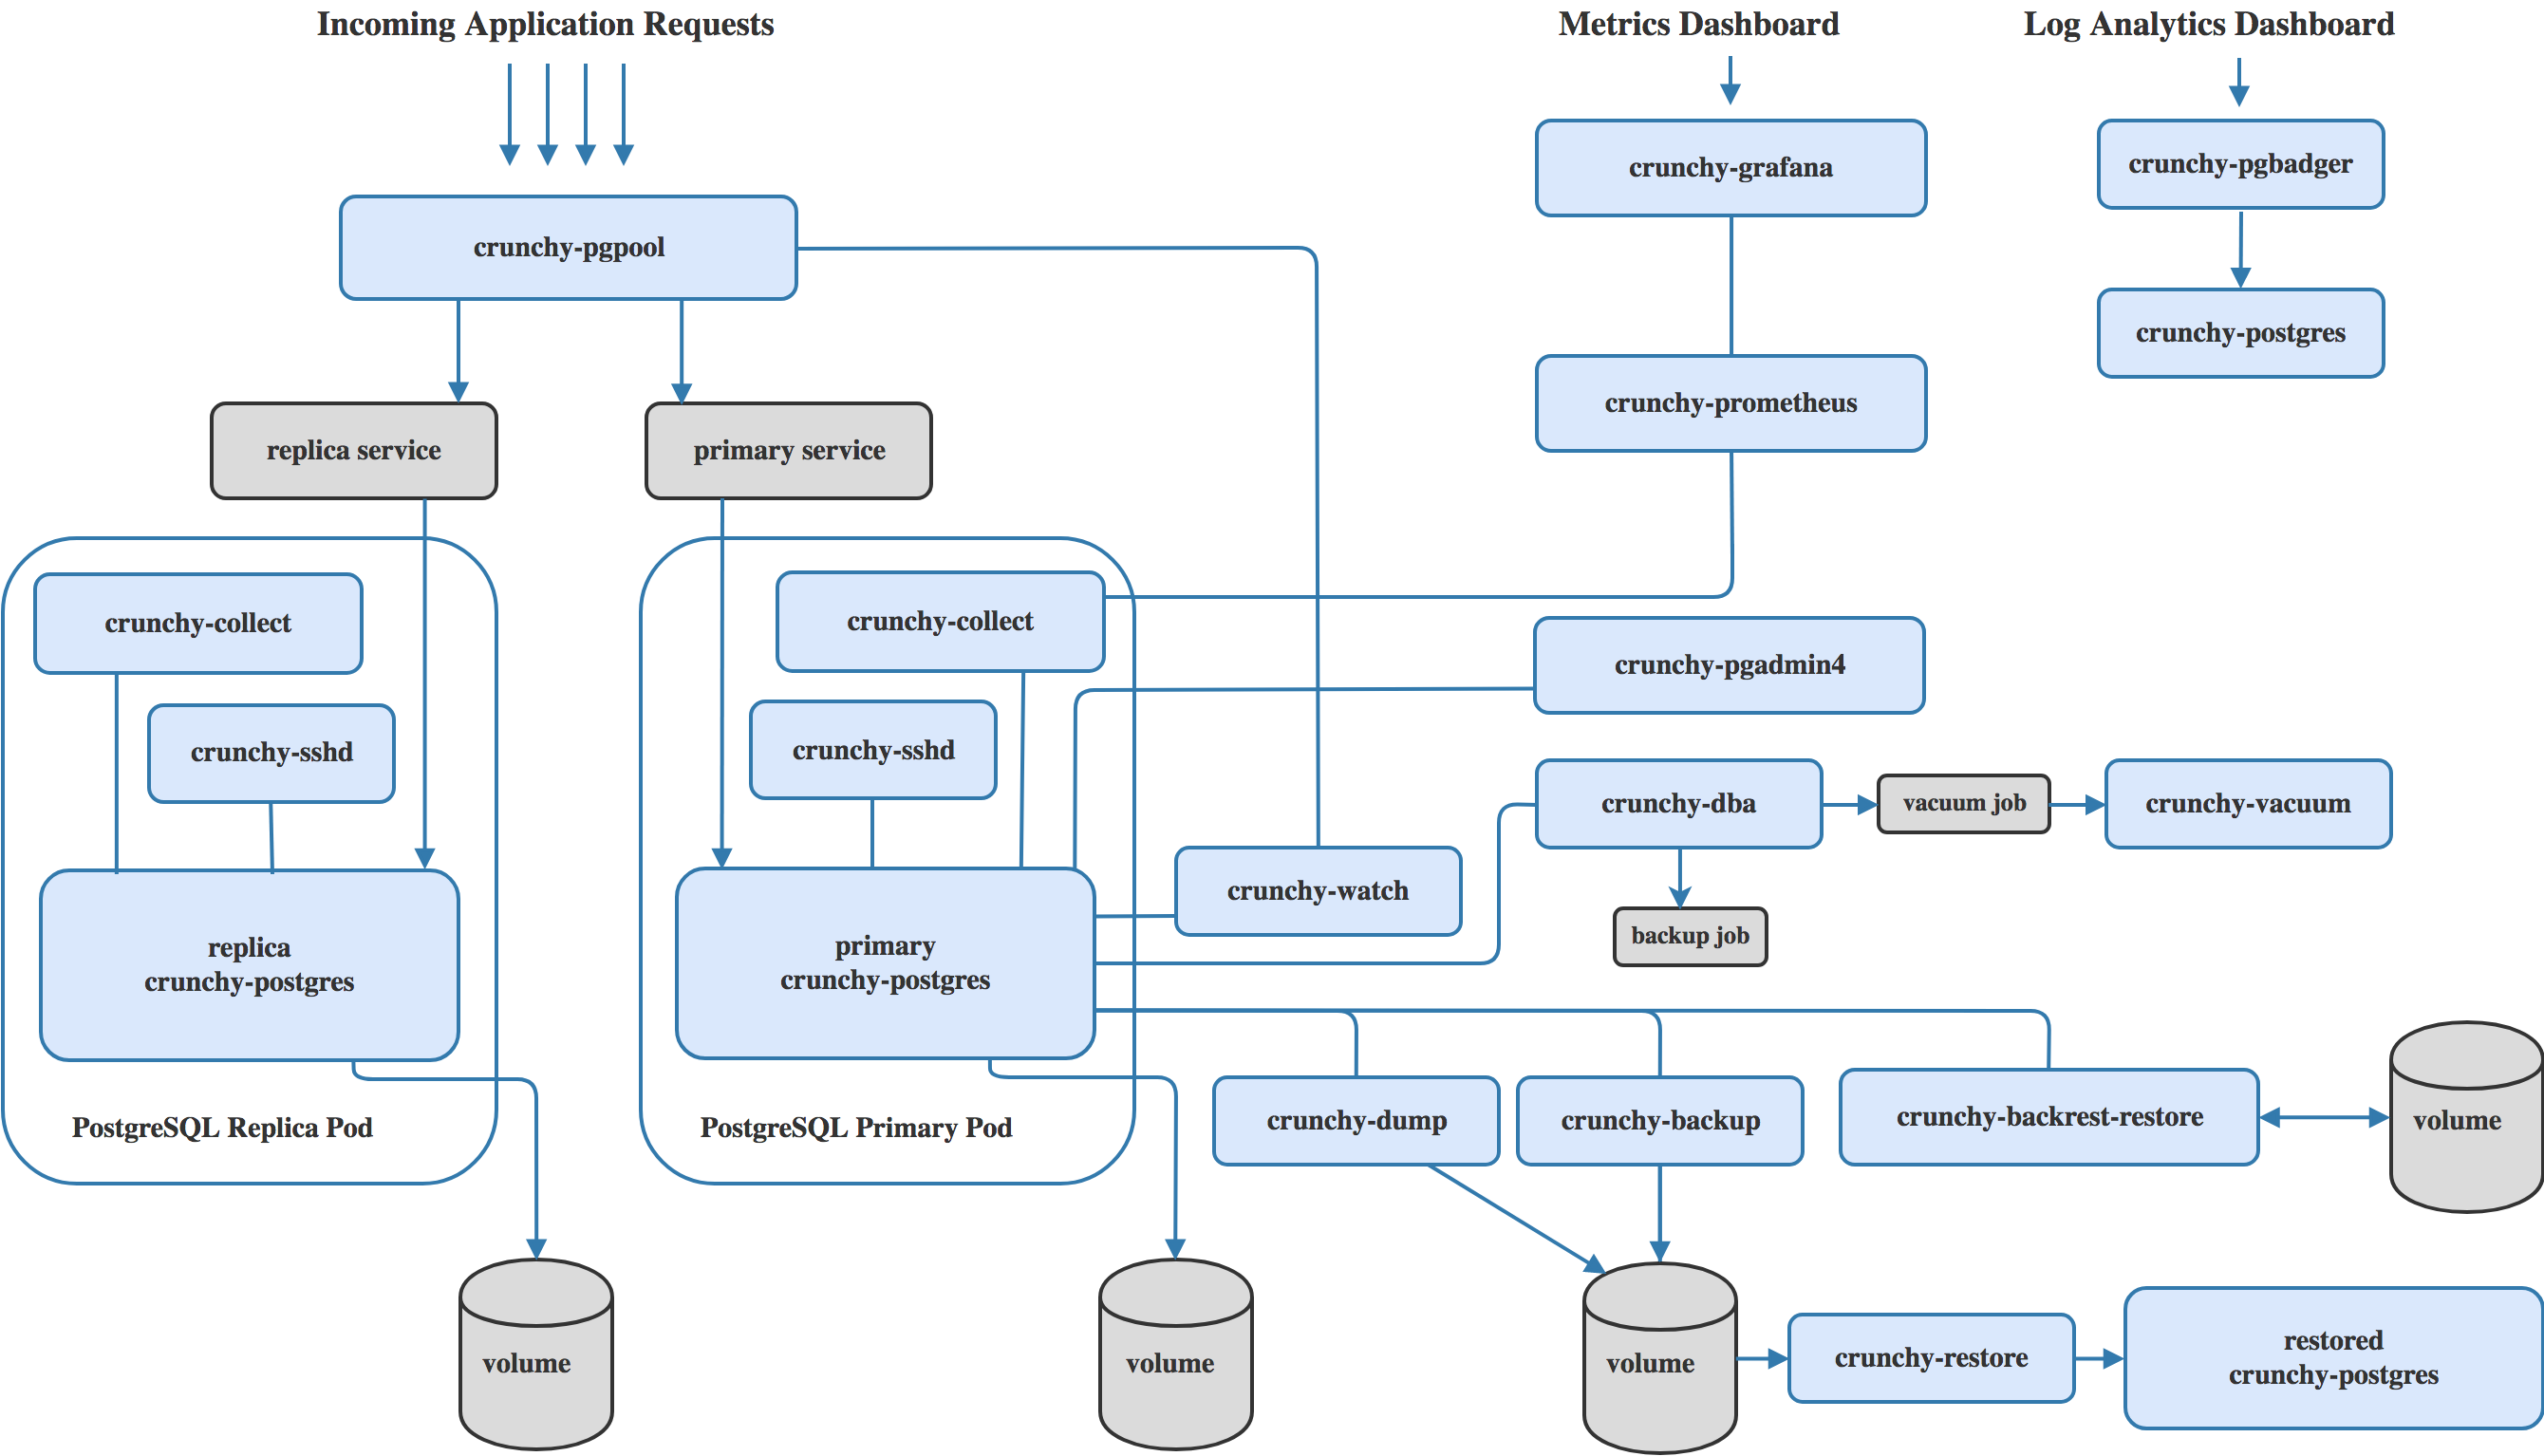 Incoming Application Requests
Metrics Dashboard
Log Analytics Dashboard
crunchy-pgpool
crunchy-grafana
crunchy-pgbadger
crunchy-postgres
crunchy-prometheus
replica service
primary service
crunchy-collect
crunchy-sshd
replica
crunchy-postgres
PostgreSQL Replica Pod
crunchy-collect
crunchy-sshd
primary
crunchy-postgres
PostgreSQL Primary Pod
crunchy-pgadmin4
crunchy-dba
vacuum job
crunchy-vacuum
crunchy-watch
backup job
crunchy-dump
crunchy-backup
crunchy-backrest-restore
volume
volume
volume
volume
crunchy-restore
restored
crunchy-postgres